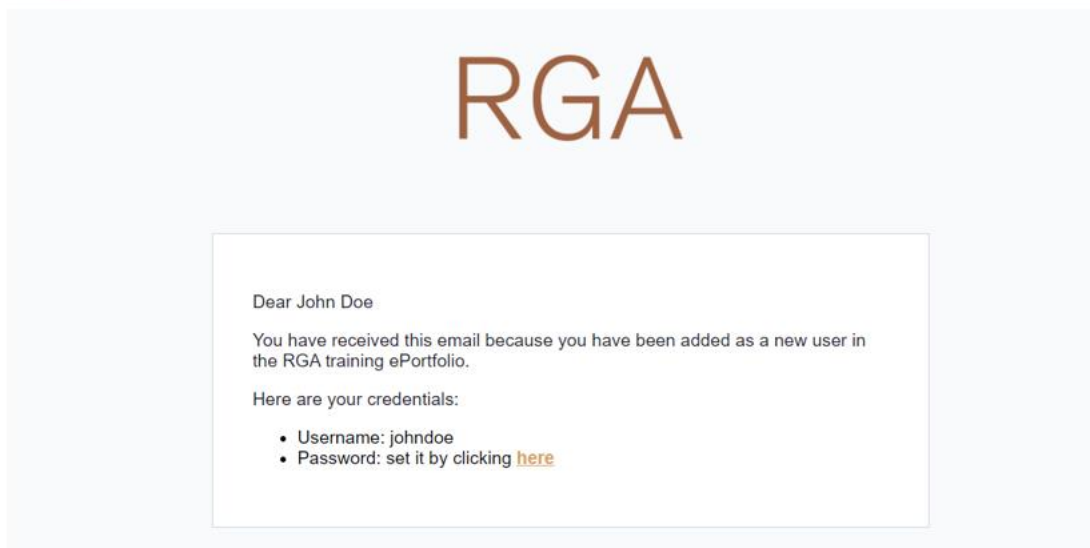 RGA
Dear John Doe
You have received this email because you have been added as a new user in
the RGA training ePortfolio.
Here are your credentials:
• Username: johndoe
• Password: set it by clicking here